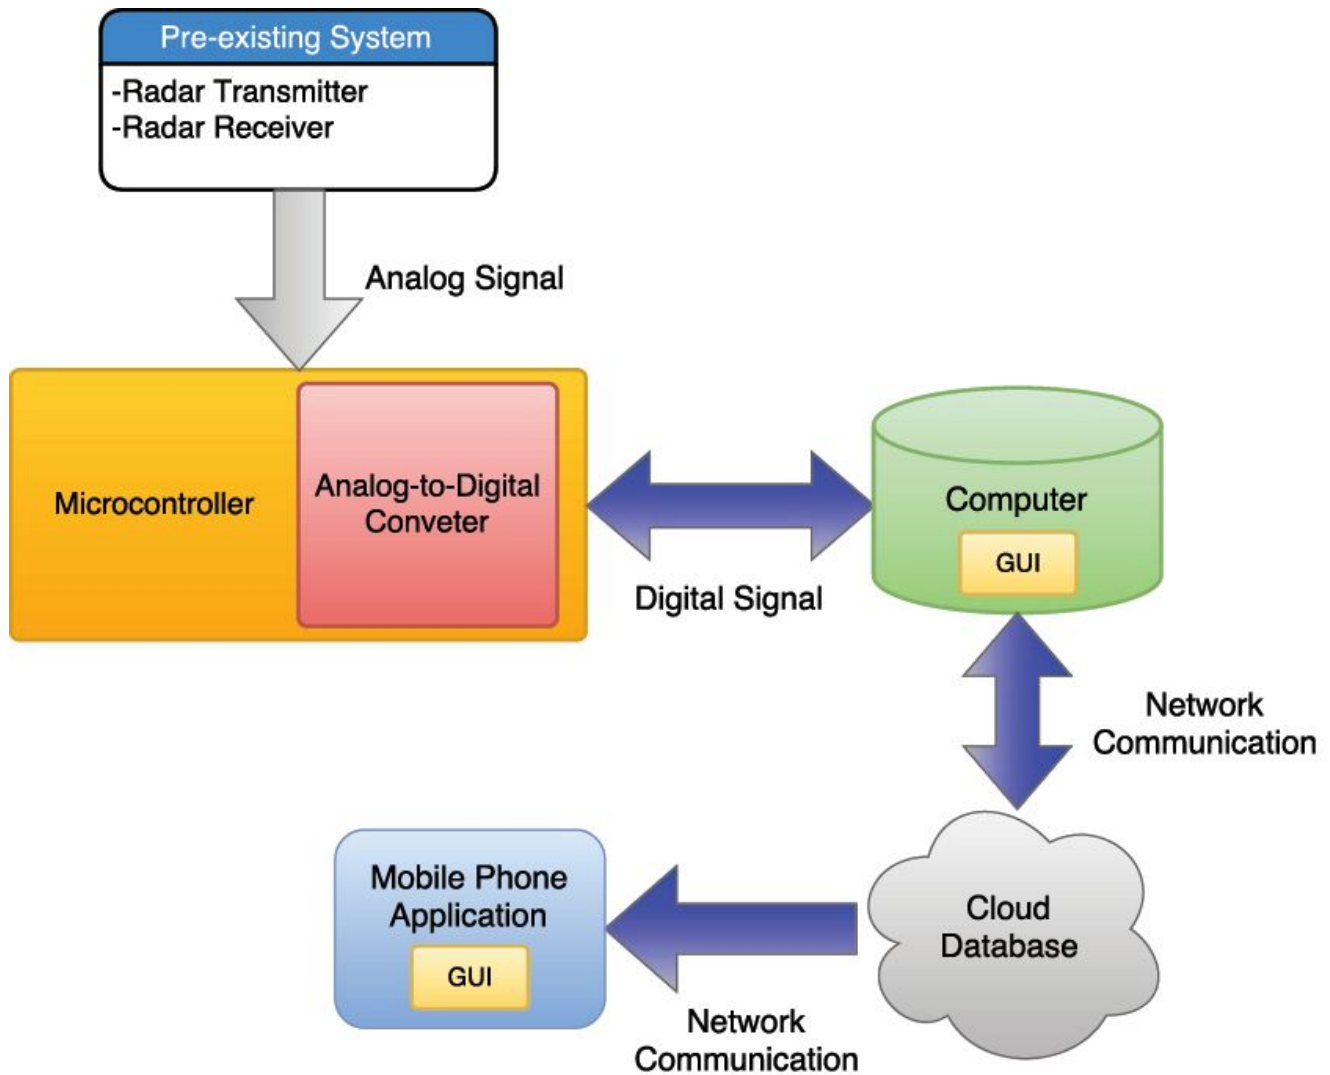 Pre-existing System
-Radar Transmitter
-Radar Receiver
Analog Signal
Microcontroller
Analog-to-Digital
Conveter
Digital Signal
Computer
GUI
Network
Communication
Cloud
Database
Mobile Phone
Application
GUI
Network
Communication